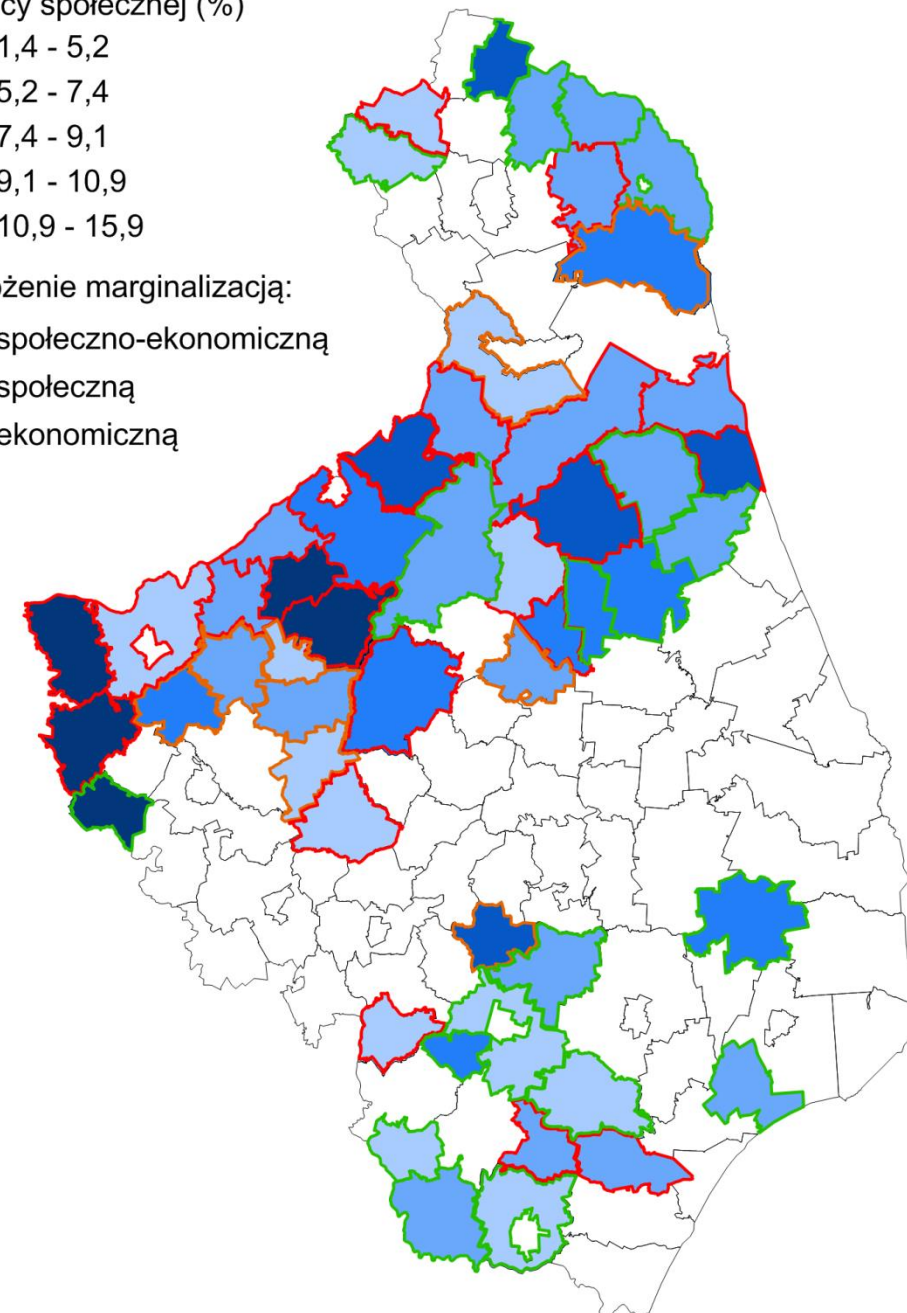 cy społecznej (%)
1,4 - 5,2
5,2 - 7,4
7,4 - 9,1
9,1 - 10,9
10,9 - 15,9
żenie marginalizacją:
społeczno-ekonomiczną
społeczną
ekonomiczną